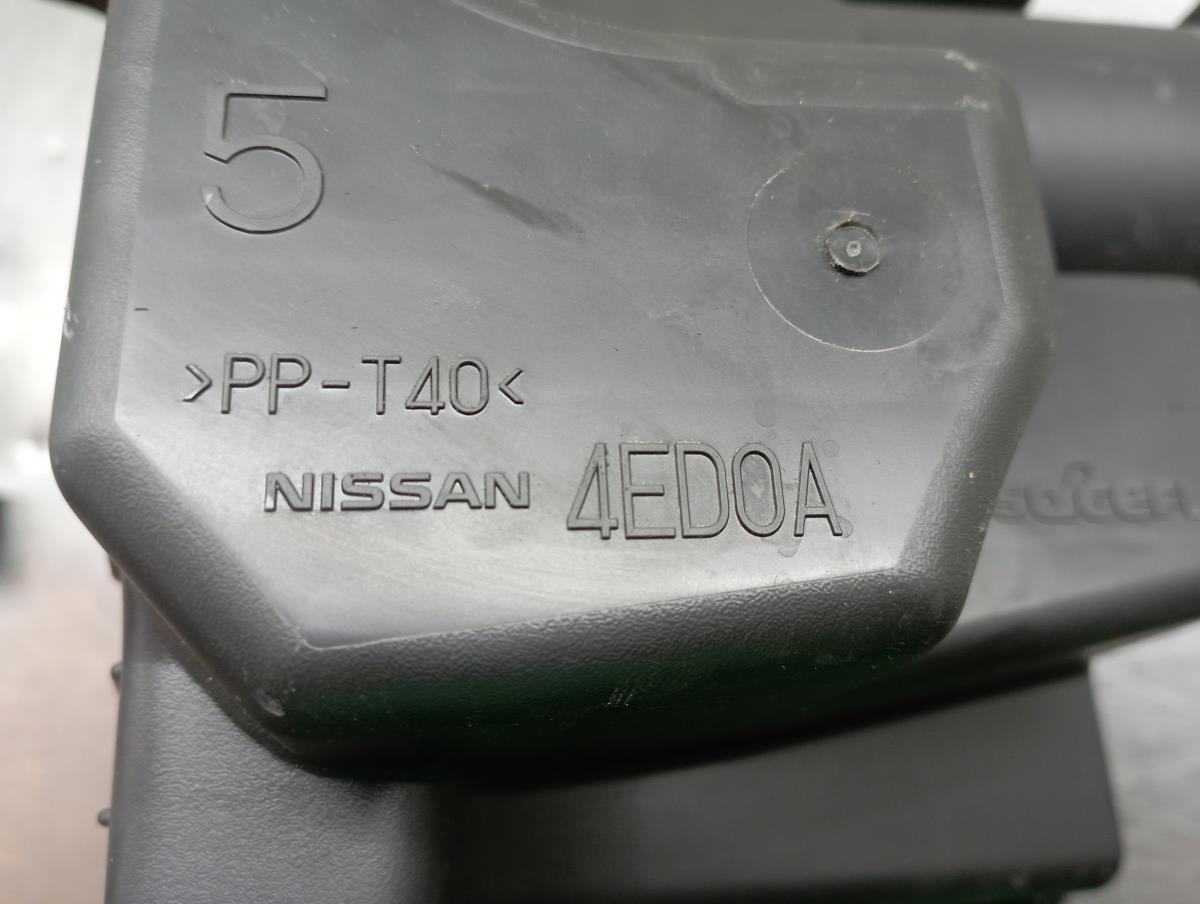 5
>PP-T40<
NISSAN 4ED0A